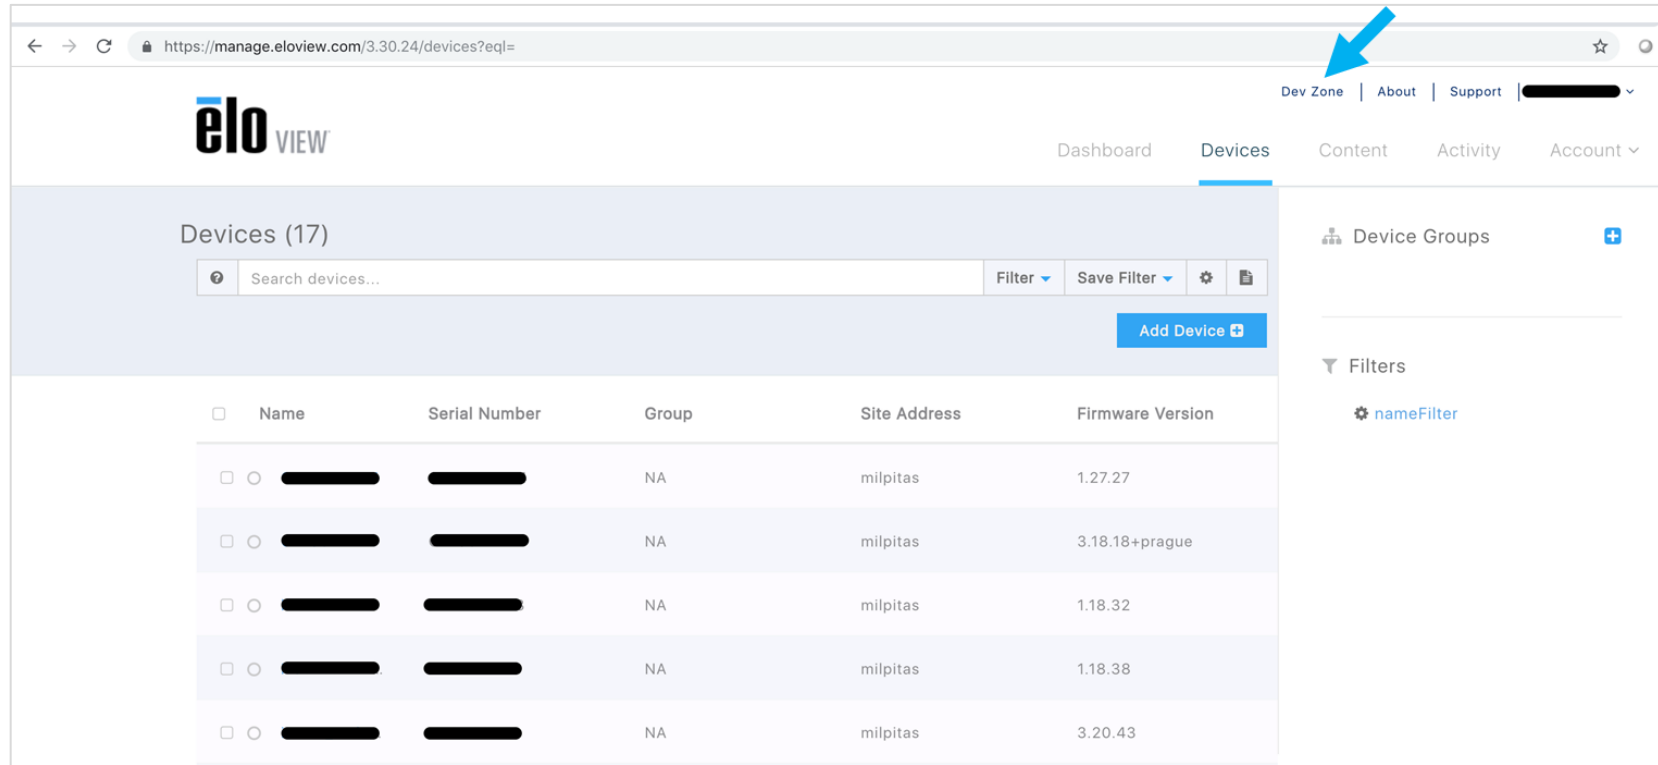 https://manage.eloview.com/3.30.24/devices?eql=
Dev Zone | About | Support |
elo VIEW
Dashboard Devices Content Activity Account
Devices (17)
Search devices...
Filter Save Filter
Add Device
Device Groups
Filters
nameFilter
Name Serial Number Group Site Address Firmware Version
NA milpitas 1.27.27
NA milpitas 3.18.18+prague
NA milpitas 1.18.32
NA milpitas 1.18.38
NA milpitas 3.20.43